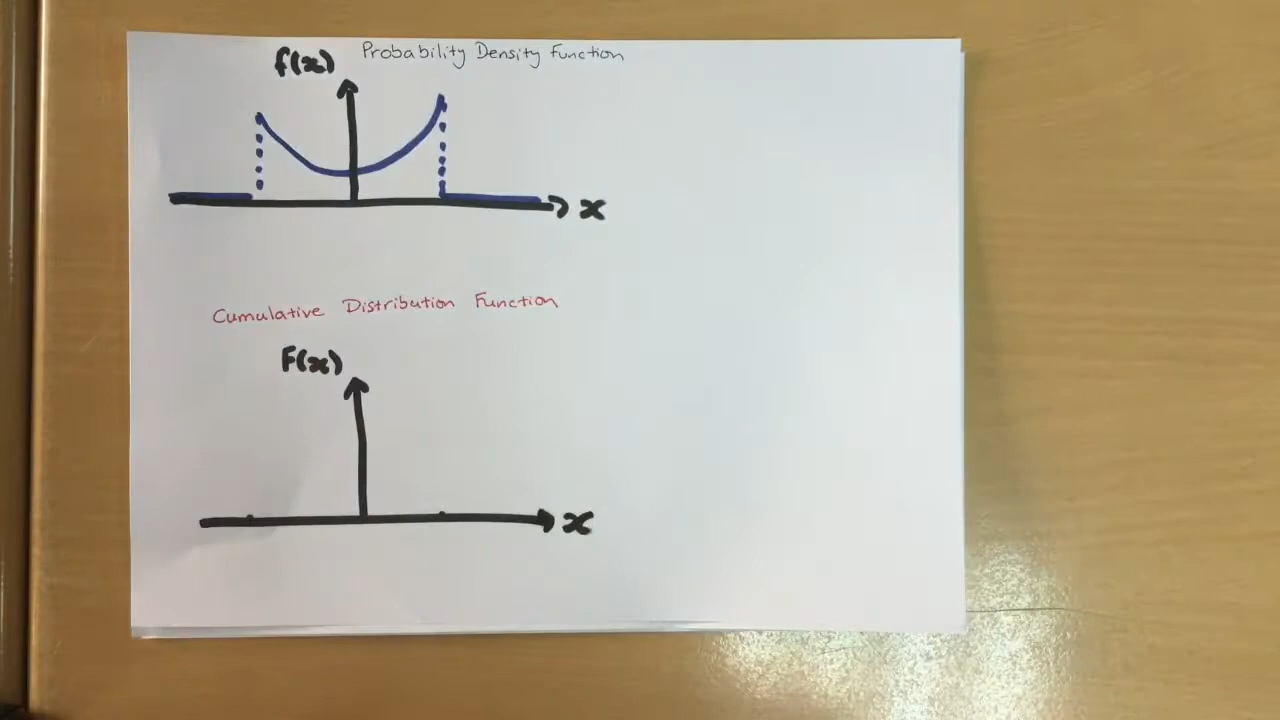 Probability Density Function
f(x)
x
Cumulative Distribution Function
F(x)
x